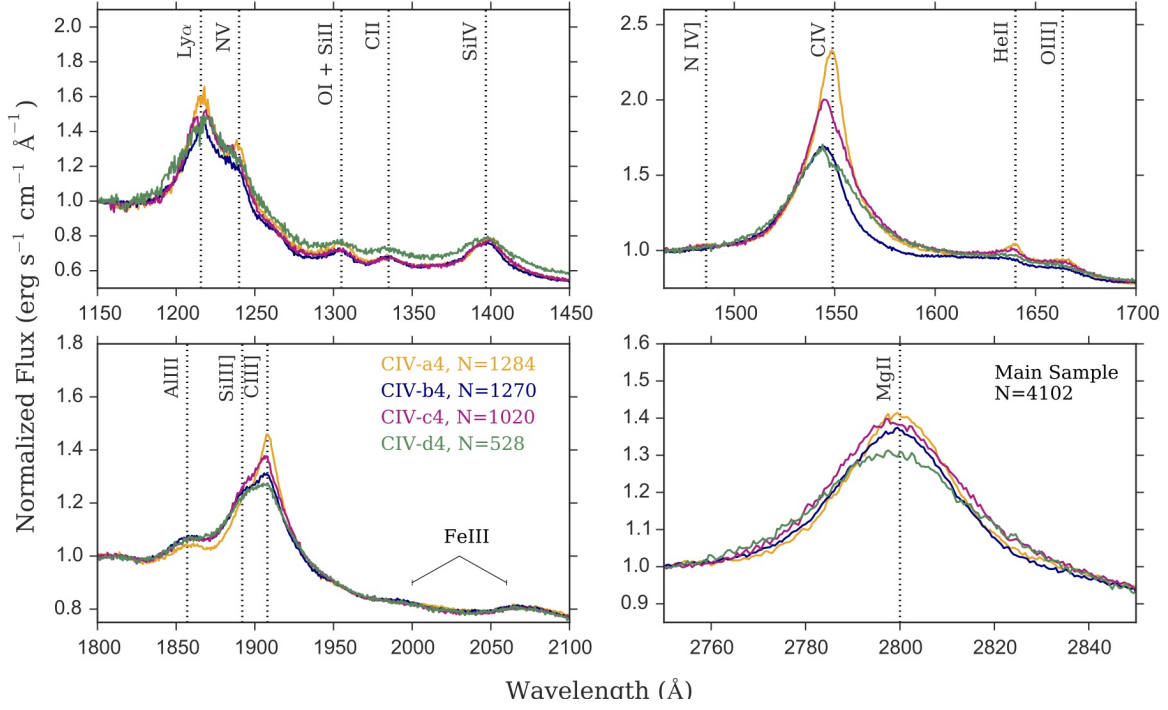 Normalized Flux (erg s⁻¹ cm⁻¹ Å⁻¹)
2.0
1.8
1.6
1.4
1.2
1.0
0.8
0.6
Lyα
NV
OI + SiII
CII
SiIV
1150 1200 1250 1300 1350 1400 1450
2.5
2.0
1.5
1.0
N IV]
CIV
HeII
OIII]
1500 1550 1600 1650 1700
1.8
1.6
1.4
1.2
1.0
0.8
AlIII
SiIII]
CIII]
CIV-a4, N=1284
CIV-b4, N=1270
CIV-c4, N=1020
CIV-d4, N=528
FeIII
1800 1850 1900 1950 2000 2050 2100
1.6
1.5
1.4
1.3
1.2
1.1
1.0
0.9
MgII
Main Sample
N=4102
2760 2780 2800 2820 2840
Wavelength (Å)